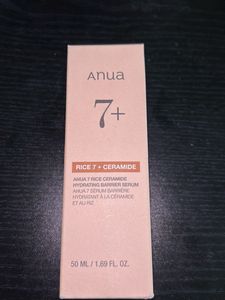 Anua
7+
RICE 7 + CERAMIDE
ANUA 7 RICE CERAMIDE
HYDRATING BARRIER SERUM
ANUA 7 SÉRUM BARRIÈRE
HYDRATANT À LA CÉRAMIDE
ET AU RIZ
50 ML / 1.69 FL. OZ.